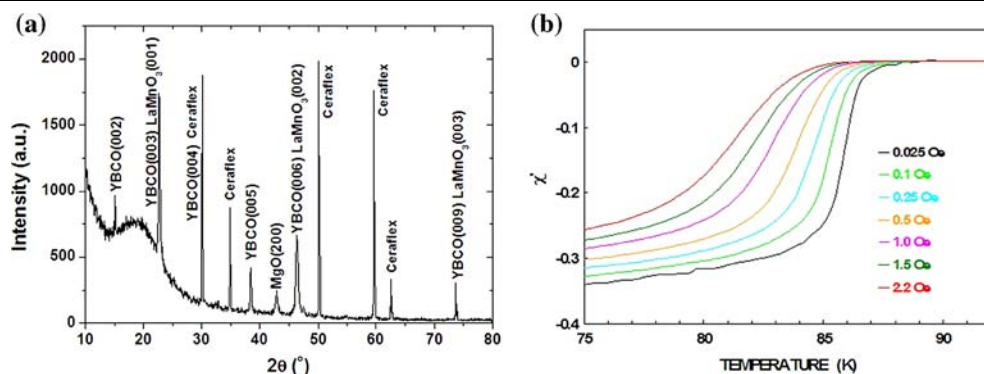 (a)
Intensity (a.u.)
2000
1500
1000
500
0
10 20 30 40 50 60 70 80
2θ (°)
YBCO(002)
YBCO(003) LaMnO3(001)
YBCO(004) Ceraflex
Ceraflex
YBCO(005)
MgO(200)
YBCO(006) LaMnO3(002)
Ceraflex
Ceraflex
Ceraflex
YBCO(009) LaMnO3(003)
(b)
χ'
0
-0.1
-0.2
-0.3
-0.4
75 80 85 90
TEMPERATURE (K)
0.025 Oe
0.1 Oe
0.25 Oe
0.5 Oe
1.0 Oe
1.5 Oe
2.2 Oe